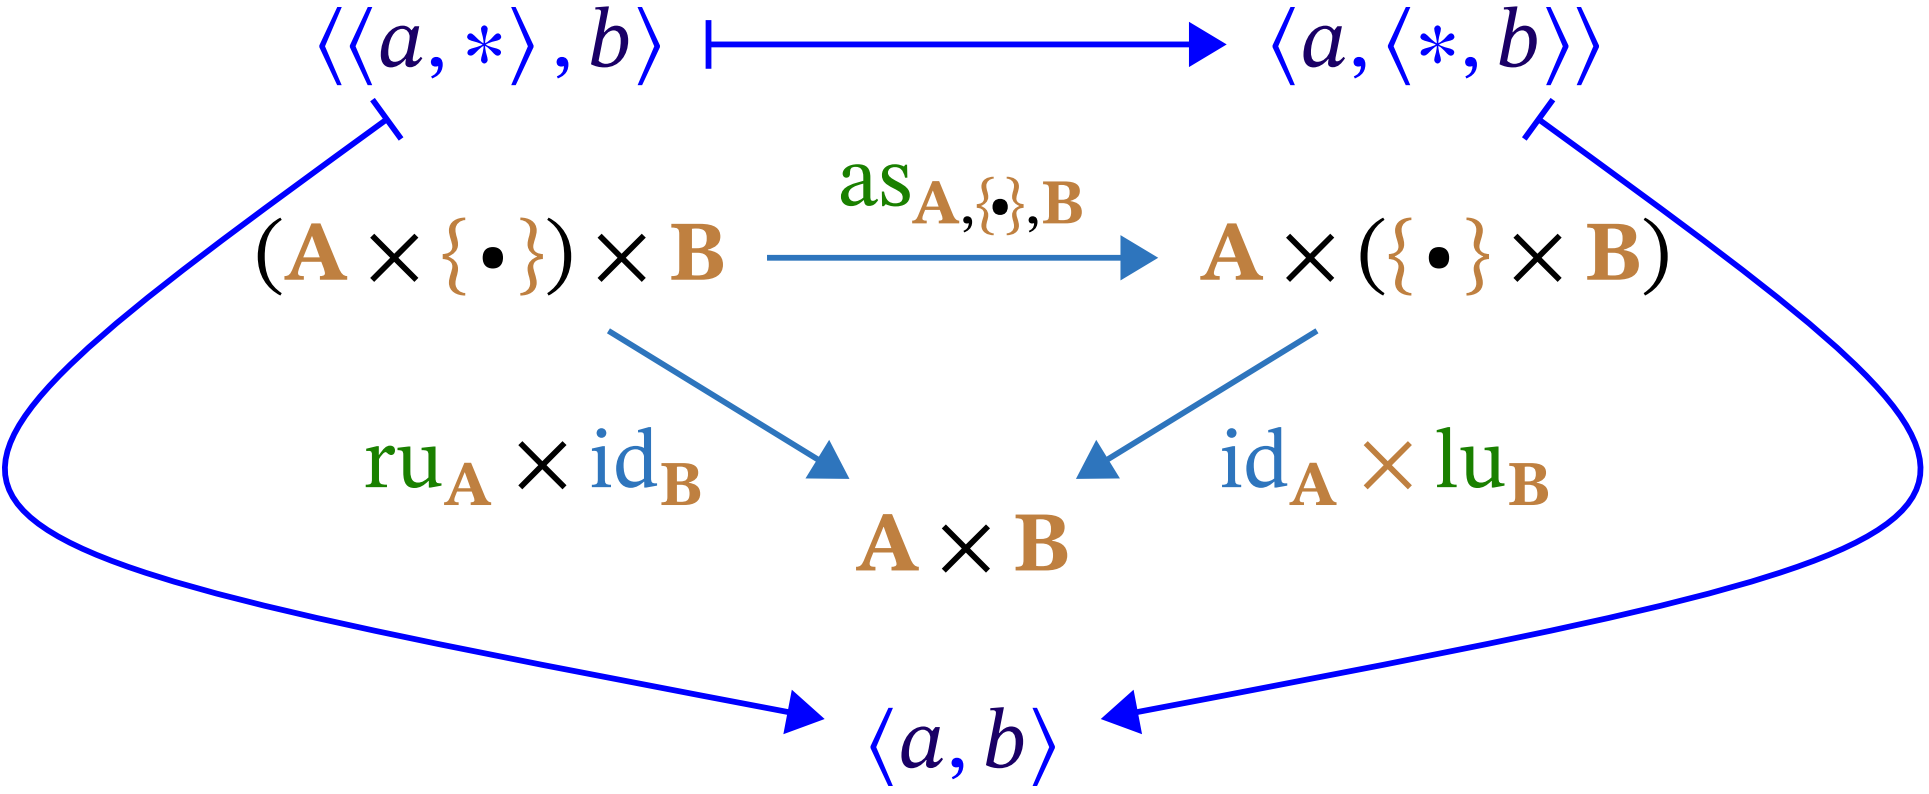 ⟨⟨a, *⟩, b⟩ ⟨a, ⟨*, b⟩⟩
as_{A,{•},B}
(A × {•}) × B A × ({•} × B)
ru_A × id_B id_A × lu_B
A × B
⟨a, b⟩